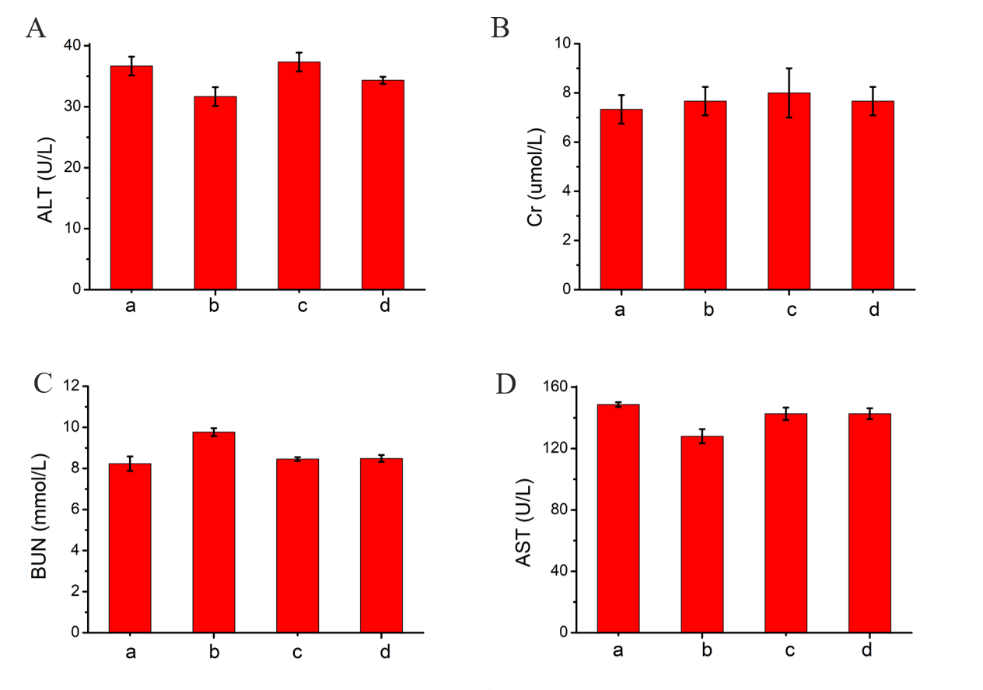 A
ALT (U/L)
40
30
20
10
0
a b c d
B
Cr (umol/L)
10
8
6
4
2
0
a b c d
C
BUN (mmol/L)
12
10
8
6
4
2
0
a b c d
D
AST (U/L)
160
120
80
40
0
a b c d